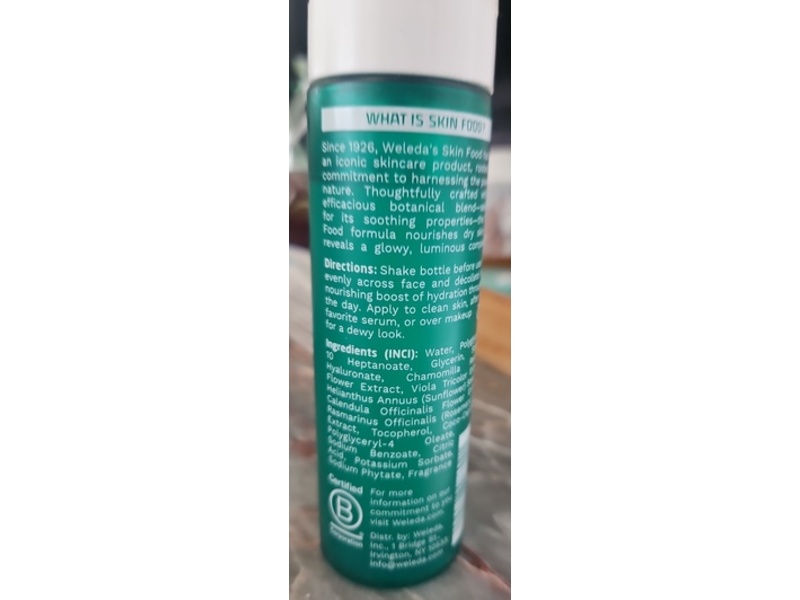 WHAT IS SKIN FOOD?
Since 1926, Weleda's Skin Food
an iconic skincare product,
commitment to harnessing the
nature. Thoughtfully crafted
efficacious botanical blend—
for its soothing properties—
Food formula nourishes dry
reveals a glowy, luminous
Directions: Shake bottle before
evenly across face and
nourishing boost of hydration
the day. Apply to clean skin,
favorite serum, or over makeup
for a dewy look.
Ingredients (INCI): Water,
10 Heptanoate, Glycerin,
Hyaluronate, Chamomilla
Flower Extract, Viola Tricolor
Helianthus Annuus (Sunflower)
Calendula Officinalis Flower
Rosmarinus Officinalis
Extract, Tocopherol,
Polyglyceryl-4 Oleate,
Sodium Benzoate, Citric
Acid, Potassium Sorbate,
Sodium Phytate, Fragrance
Certified
B
Corporation
For more
information on our
commitment to you
visit Weleda.com.
Distr. by: Weleda
Inc., 1 Bridge St.,
Irvington, NY
info@weleda.com